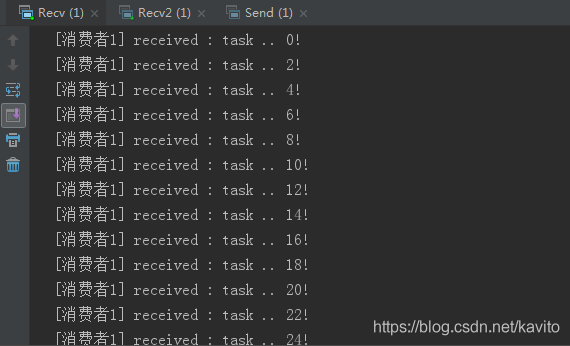 Recv (1) Recv2 (1) Send (1)
[消费者1] received : task .. 0!
[消费者1] received : task .. 2!
[消费者1] received : task .. 4!
[消费者1] received : task .. 6!
[消费者1] received : task .. 8!
[消费者1] received : task .. 10!
[消费者1] received : task .. 12!
[消费者1] received : task .. 14!
[消费者1] received : task .. 16!
[消费者1] received : task .. 18!
[消费者1] received : task .. 20!
[消费者1] received : task .. 22!
[消费者1] received : task .. 24!
https://blog.csdn.net/kavito